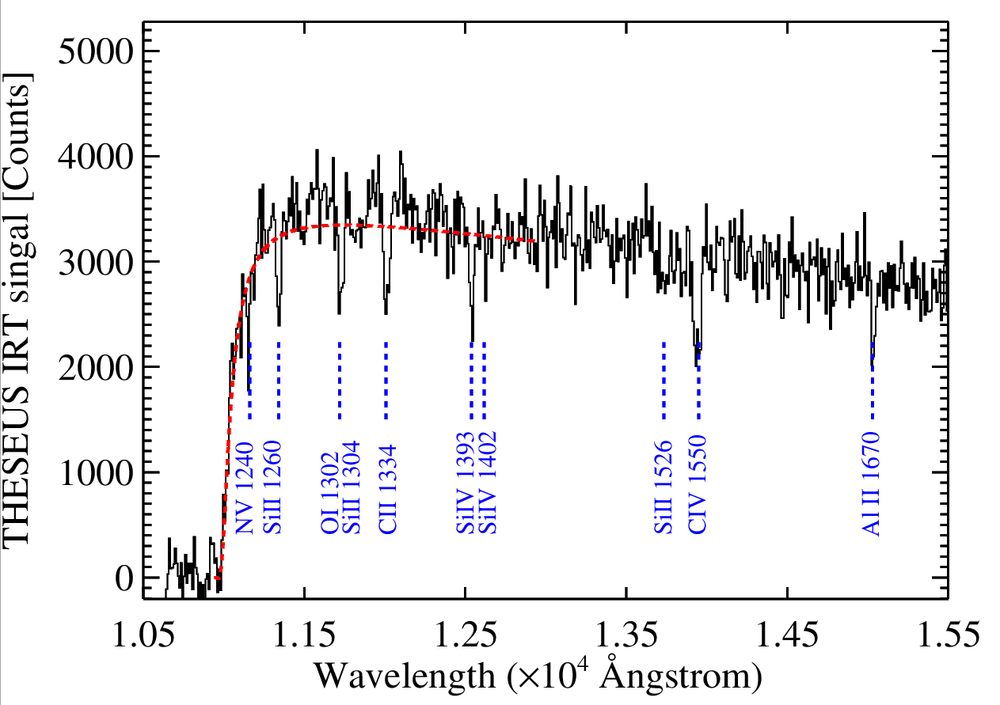 THESEUS IRT singal [Counts]
5000
4000
3000
2000
1000
0
NV 1240
SiII 1260
OI 1302
SiII 1304
CII 1334
SiIV 1393
SiIV 1402
SiII 1526
CIV 1550
Al II 1670
1.05 1.15 1.25 1.35 1.45 1.55
Wavelength (×10⁴ Ångstrom)